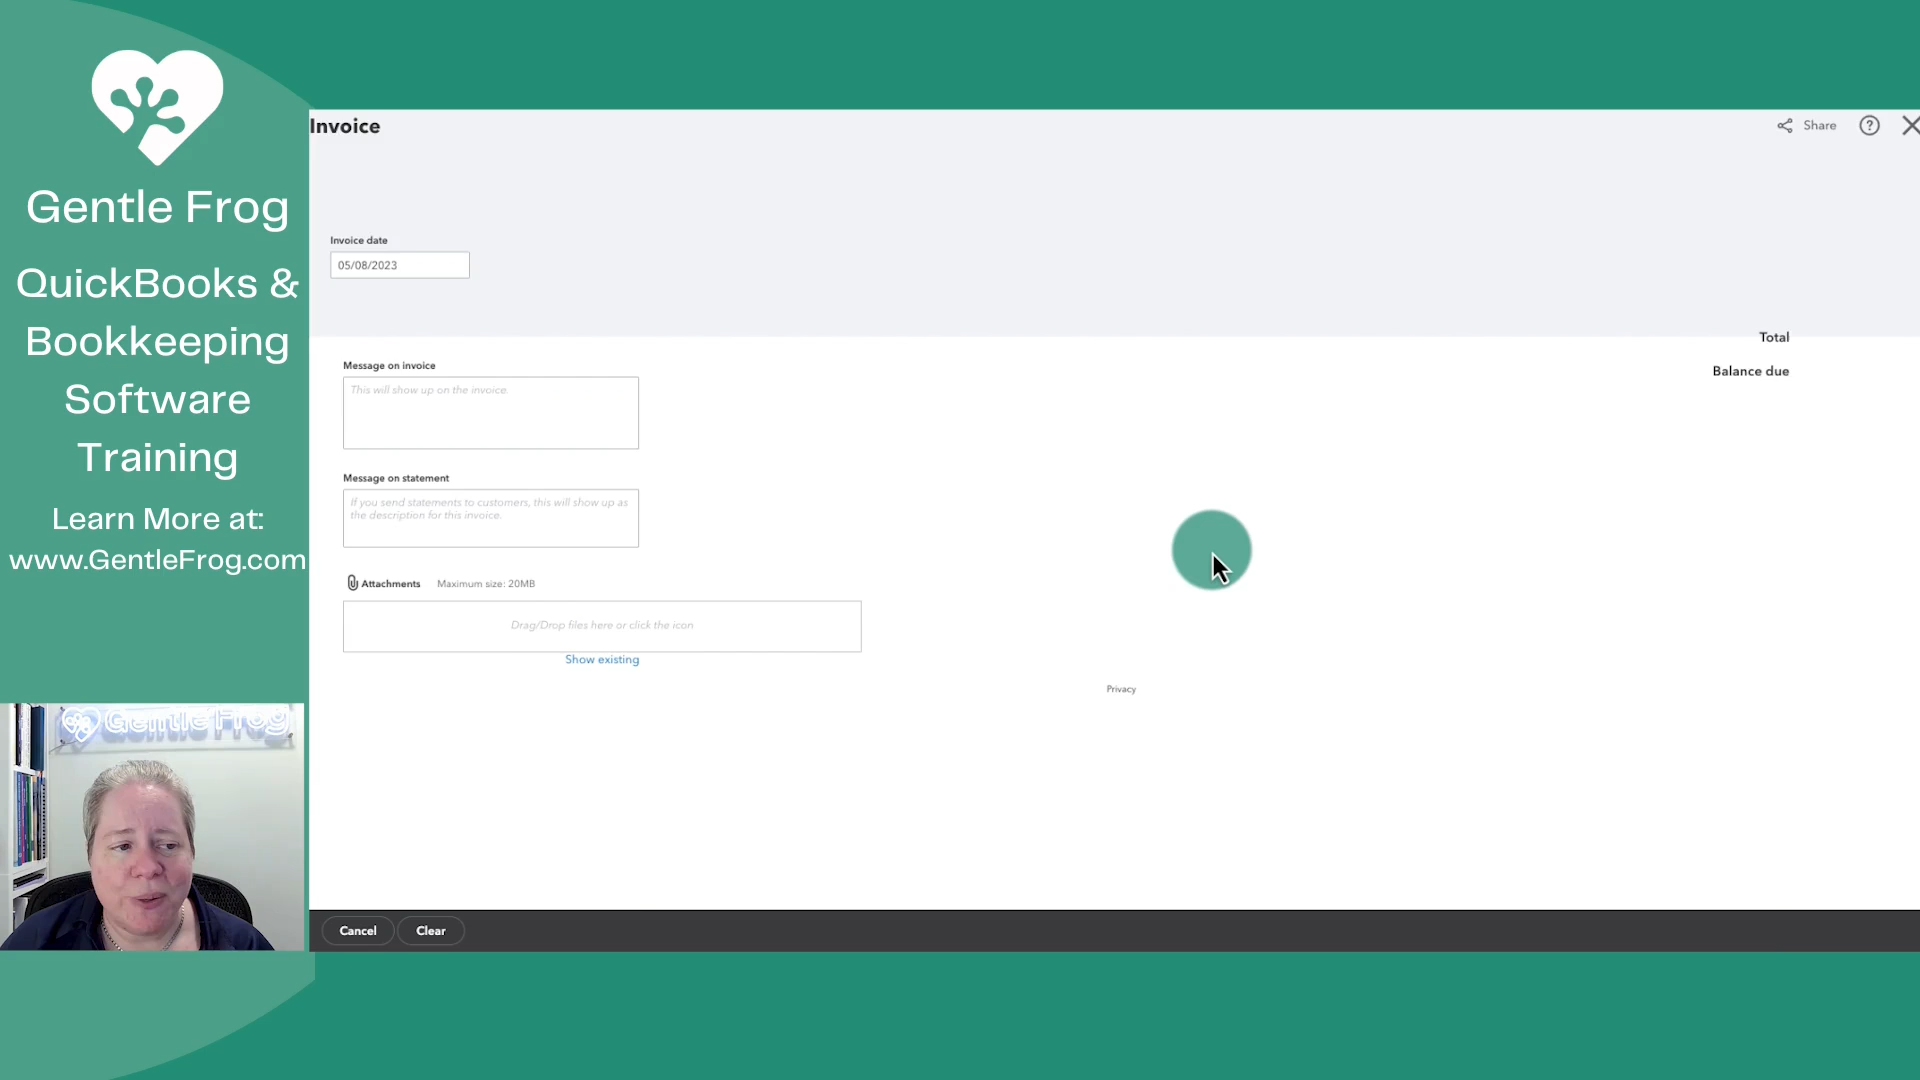 Gentle Frog
QuickBooks &
Bookkeeping
Software
Training
Learn More at:
www.GentleFrog.com
Invoice
Share
Invoice date
05/08/2023
Total
Balance due
Message on invoice
This will show up on the invoice.
Message on statement
If you send statements to customers, this will show up as
the description for this invoice.
Attachments Maximum size: 20MB
Drag/Drop files here or click the icon
Show existing
Privacy
Cancel
Clear
Gentle Frog